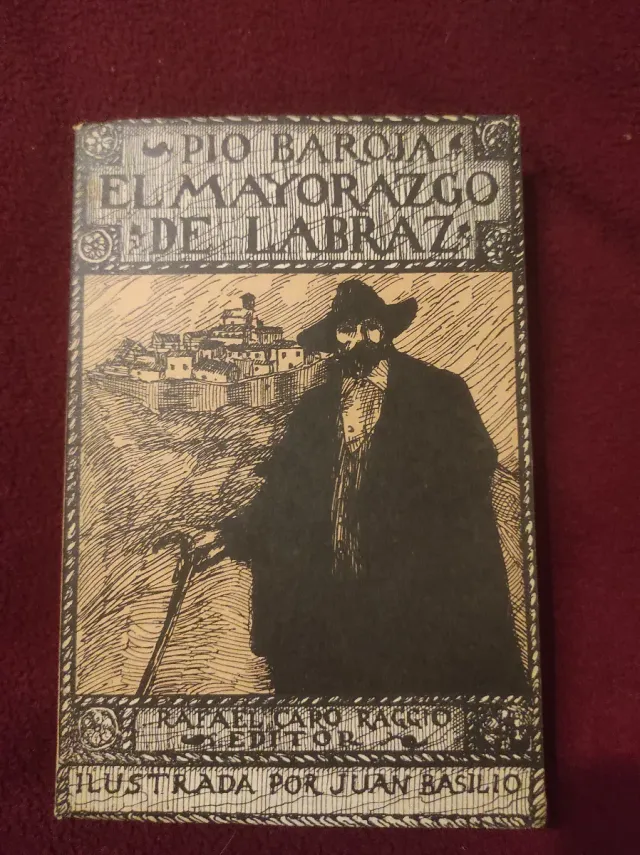 PIO BAROJA
EL MAYORAZGO
DE LABRAZ
RAFAEL CARO RAGGIO
EDITOR
ILUSTRADA POR JUAN BASILIO